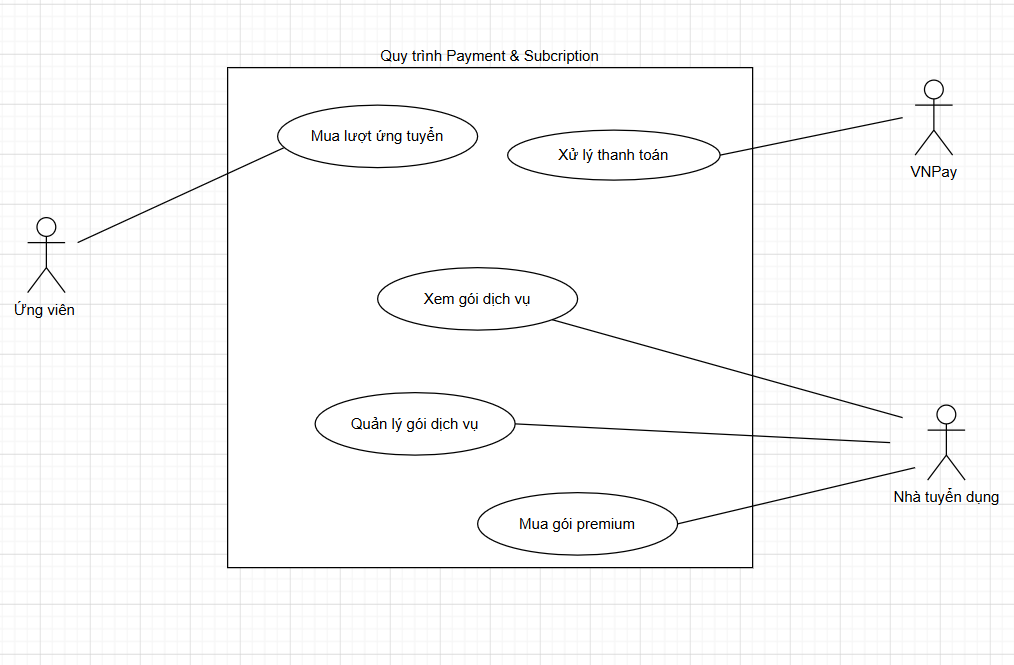 Quy trình Payment & Subcription
Mua lượt ứng tuyển
Xử lý thanh toán
VNPay
Ứng viên
Xem gói dịch vụ
Quản lý gói dịch vụ
Nhà tuyển dụng
Mua gói premium